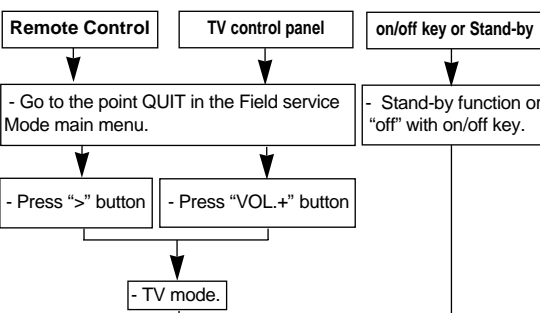 Remote Control
TV control panel
on/off key or Stand-by
- Go to the point QUIT in the Field service
Mode main menu.
- Stand-by function or
“off” with on/off key.
- Press “>” button
- Press “VOL.+” button
- TV mode.